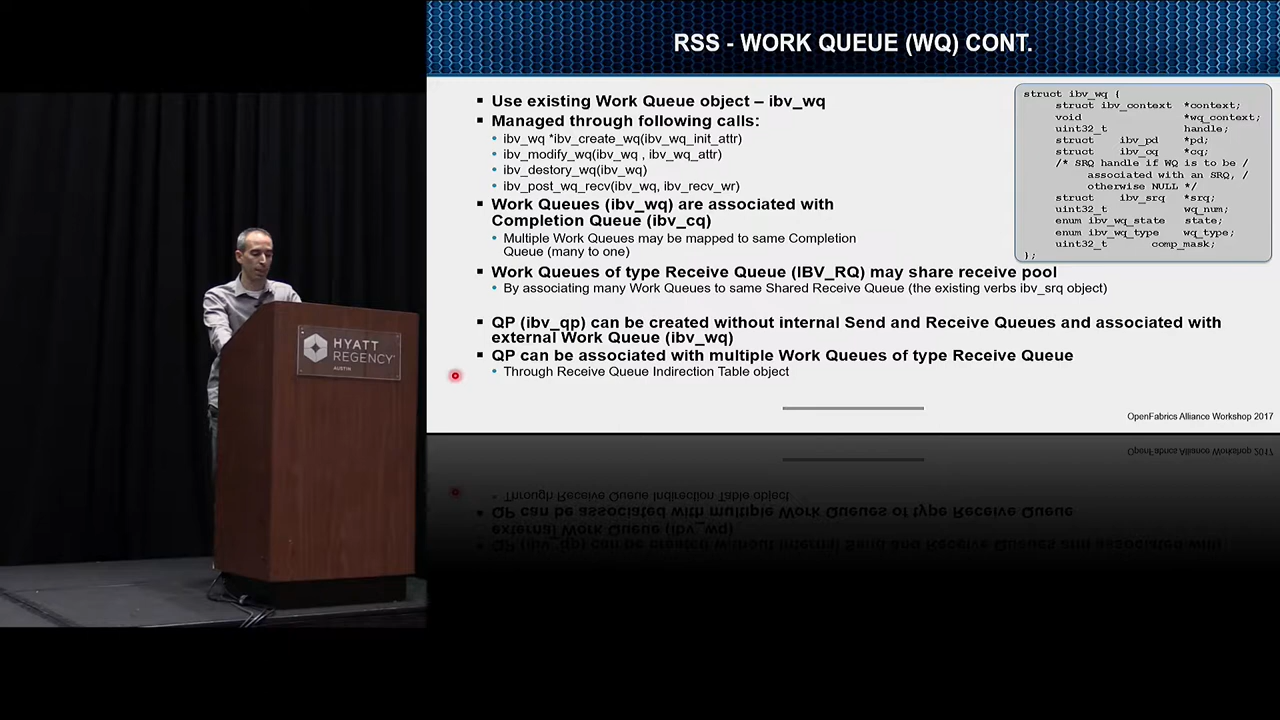 RSS - WORK QUEUE (WQ) CONT.
▪ Use existing Work Queue object – ibv_wq
▪ Managed through following calls:
• ibv_wq *ibv_create_wq(ibv_wq_init_attr)
• ibv_modify_wq(ibv_wq , ibv_wq_attr)
• ibv_destory_wq(ibv_wq)
• ibv_post_wq_recv(ibv_wq, ibv_recv_wr)
▪ Work Queues (ibv_wq) are associated with
Completion Queue (ibv_cq)
• Multiple Work Queues may be mapped to same Completion
Queue (many to one)
▪ Work Queues of type Receive Queue (IBV_RQ) may share receive pool
• By associating many Work Queues to same Shared Receive Queue (the existing verbs ibv_srq object)
▪ QP (ibv_qp) can be created without internal Send and Receive Queues and associated with
external Work Queue (ibv_wq)
▪ QP can be associated with multiple Work Queues of type Receive Queue
• Through Receive Queue Indirection Table object
struct ibv_wq {
struct ibv_context *context;
void *wq_context;
uint32_t handle;
struct ibv_pd *pd;
struct ibv_cq *cq;
/* SRQ handle if WQ is to be /
associated with an SRQ, /
otherwise NULL */
struct ibv_srq *srq;
uint32_t wq_num;
enum ibv_wq_state state;
enum ibv_wq_type wq_type;
uint32_t comp_mask;
};
OpenFabrics Alliance Workshop 2017
HYATT
REGENCY
AUSTIN